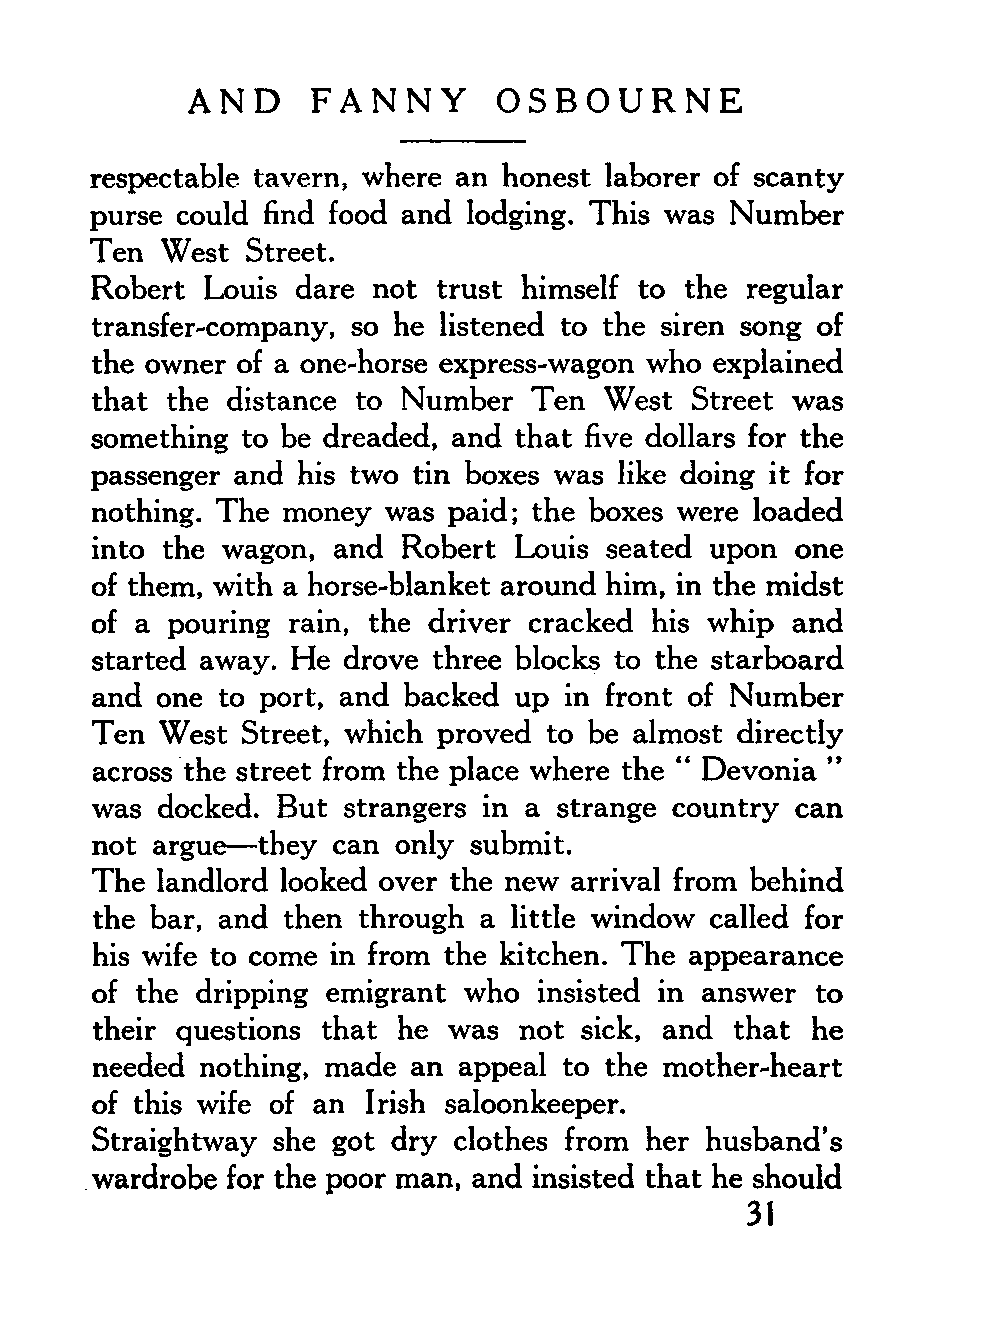 AND FANNY OSBOURNE
respectable tavern, where an honest laborer of scanty
purse could find food and lodging. This was Number
Ten West Street.
Robert Louis dare not trust himself to the regular
transfer-company, so he listened to the siren song of
the owner of a one-horse express-wagon who explained
that the distance to Number Ten West Street was
something to be dreaded, and that five dollars for the
passenger and his two tin boxes was like doing it for
nothing. The money was paid; the boxes were loaded
into the wagon, and Robert Louis seated upon one
of them, with a horse-blanket around him, in the midst
of a pouring rain, the driver cracked his whip and
started away. He drove three blocks to the starboard
and one to port, and backed up in front of Number
Ten West Street, which proved to be almost directly
across the street from the place where the “ Devonia ”
was docked. But strangers in a strange country can
not argue—they can only submit.
The landlord looked over the new arrival from behind
the bar, and then through a little window called for
his wife to come in from the kitchen. The appearance
of the dripping emigrant who insisted in answer to
their questions that he was not sick, and that he
needed nothing, made an appeal to the mother-heart
of this wife of an Irish saloonkeeper.
Straightway she got dry clothes from her husband's
wardrobe for the poor man, and insisted that he should
31